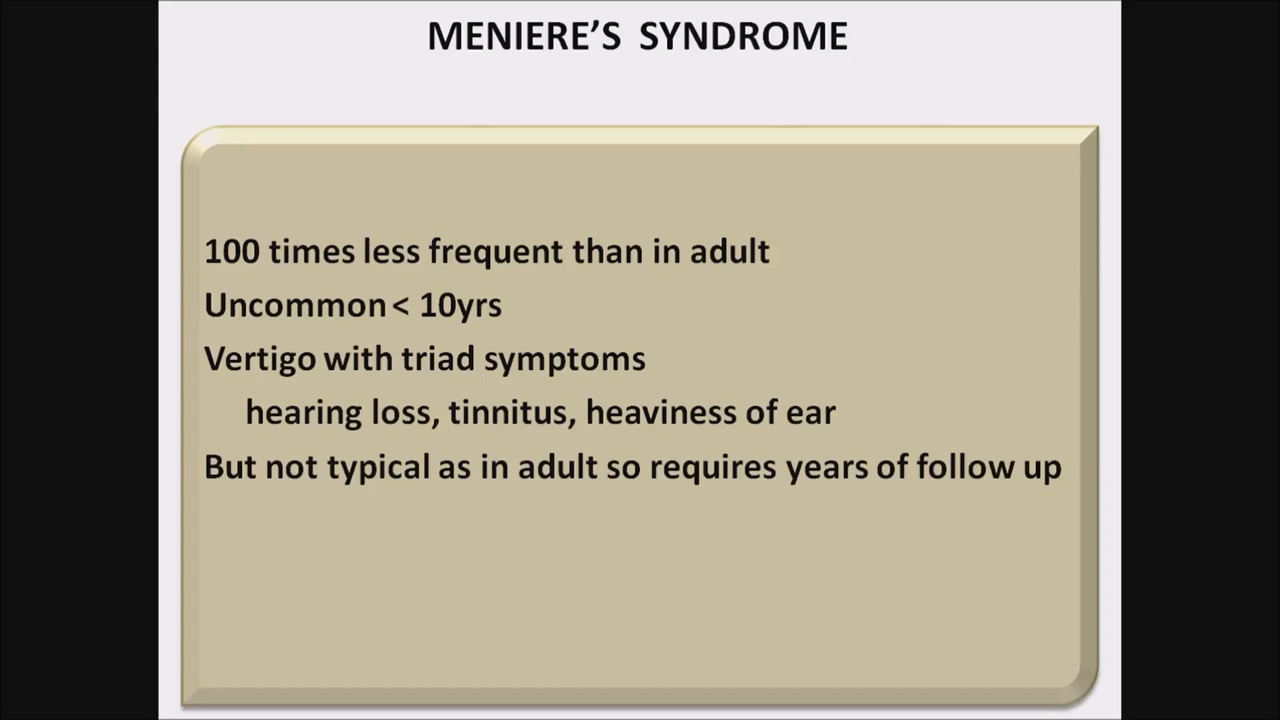 MENIERE'S SYNDROME
100 times less frequent than in adult
Uncommon < 10yrs
Vertigo with triad symptoms
hearing loss, tinnitus, heaviness of ear
But not typical as in adult so requires years of follow up